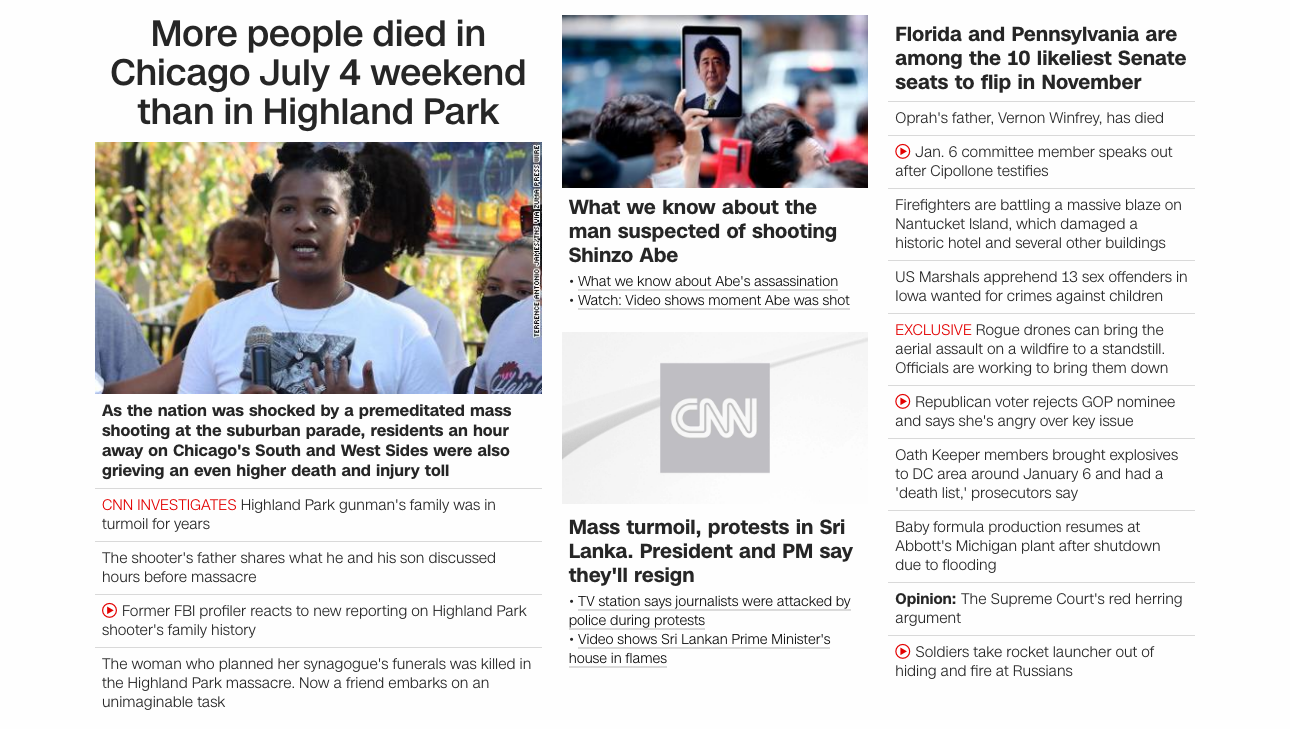 More people died in
Chicago July 4 weekend
than in Highland Park
TERRENCE ANTONIO JAMES/TNS VIA ZUMA PRESS WIRE
As the nation was shocked by a premeditated mass
shooting at the suburban parade, residents an hour
away on Chicago's South and West Sides were also
grieving an even higher death and injury toll
CNN INVESTIGATES Highland Park gunman's family was in
turmoil for years
The shooter's father shares what he and his son discussed
hours before massacre
Former FBI profiler reacts to new reporting on Highland Park
shooter's family history
The woman who planned her synagogue's funerals was killed in
the Highland Park massacre. Now a friend embarks on an
unimaginable task
What we know about the
man suspected of shooting
Shinzo Abe
• What we know about Abe's assassination
• Watch: Video shows moment Abe was shot
CNN
Mass turmoil, protests in Sri
Lanka. President and PM say
they'll resign
• TV station says journalists were attacked by
police during protests
• Video shows Sri Lankan Prime Minister's
house in flames
Florida and Pennsylvania are
among the 10 likeliest Senate
seats to flip in November
Oprah's father, Vernon Winfrey, has died
Jan. 6 committee member speaks out
after Cipollone testifies
Firefighters are battling a massive blaze on
Nantucket Island, which damaged a
historic hotel and several other buildings
US Marshals apprehend 13 sex offenders in
Iowa wanted for crimes against children
EXCLUSIVE Rogue drones can bring the
aerial assault on a wildfire to a standstill.
Officials are working to bring them down
Republican voter rejects GOP nominee
and says she's angry over key issue
Oath Keeper members brought explosives
to DC area around January 6 and had a
'death list,' prosecutors say
Baby formula production resumes at
Abbott's Michigan plant after shutdown
due to flooding
Opinion: The Supreme Court's red herring
argument
Soldiers take rocket launcher out of
hiding and fire at Russians